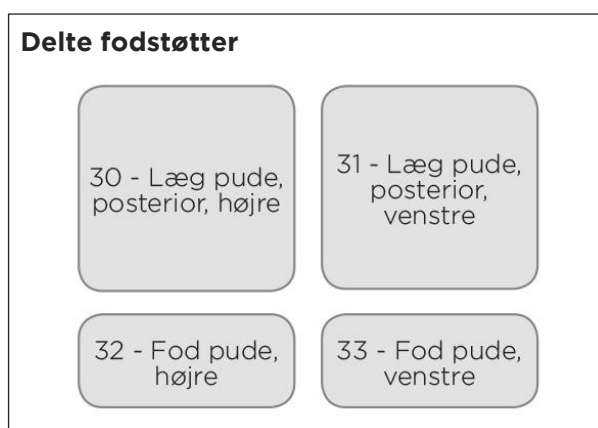 Delte fodstøtter
30 - Læg pude,
posterior, højre
31 - Læg pude,
posterior,
venstre
32 - Fod pude,
højre
33 - Fod pude,
venstre